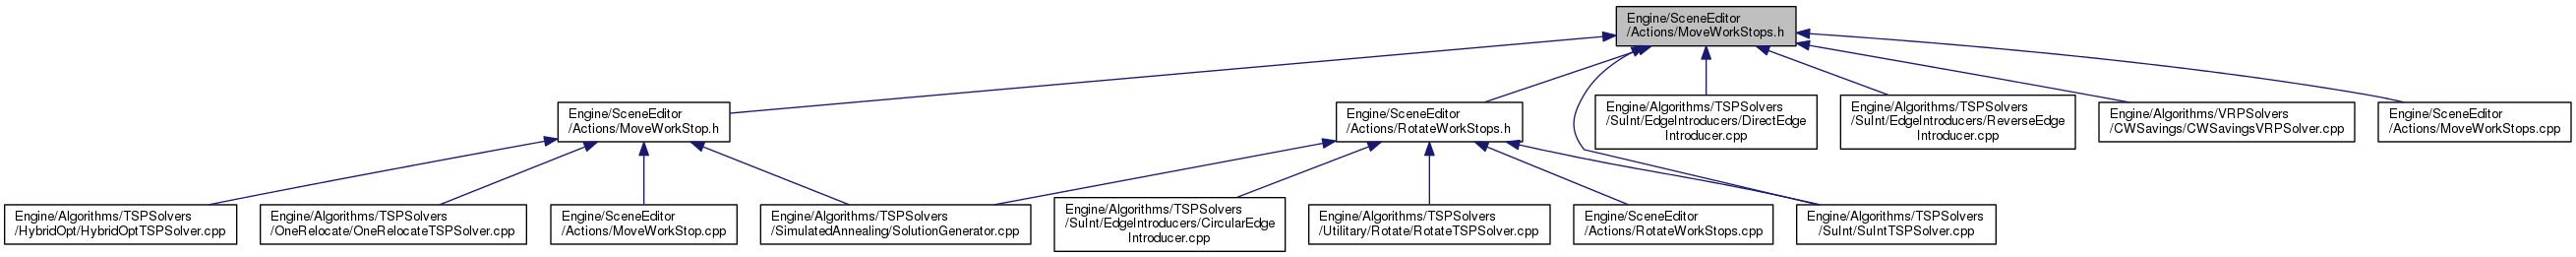 Engine/SceneEditor
/Actions/MoveWorkStops.h
Engine/SceneEditor
/Actions/MoveWorkStop.h
Engine/SceneEditor
/Actions/RotateWorkStops.h
Engine/Algorithms/TSPSolvers
/SuInt/EdgeIntroducers/DirectEdge
Introducer.cpp
Engine/Algorithms/TSPSolvers
/SuInt/EdgeIntroducers/ReverseEdge
Introducer.cpp
Engine/Algorithms/VRPSolvers
/CWSavings/CWSavingsVRPSolver.cpp
Engine/SceneEditor
/Actions/MoveWorkStops.cpp
Engine/Algorithms/TSPSolvers
/HybridOpt/HybridOptTSPSolver.cpp
Engine/Algorithms/TSPSolvers
/OneRelocate/OneRelocateTSPSolver.cpp
Engine/SceneEditor
/Actions/MoveWorkStop.cpp
Engine/Algorithms/TSPSolvers
/SimulatedAnnealing/SolutionGenerator.cpp
Engine/Algorithms/TSPSolvers
/SuInt/EdgeIntroducers/CircularEdge
Introducer.cpp
Engine/Algorithms/TSPSolvers
/Utilitary/Rotate/RotateTSPSolver.cpp
Engine/SceneEditor
/Actions/RotateWorkStops.cpp
Engine/Algorithms/TSPSolvers
/SuInt/SuIntTSPSolver.cpp